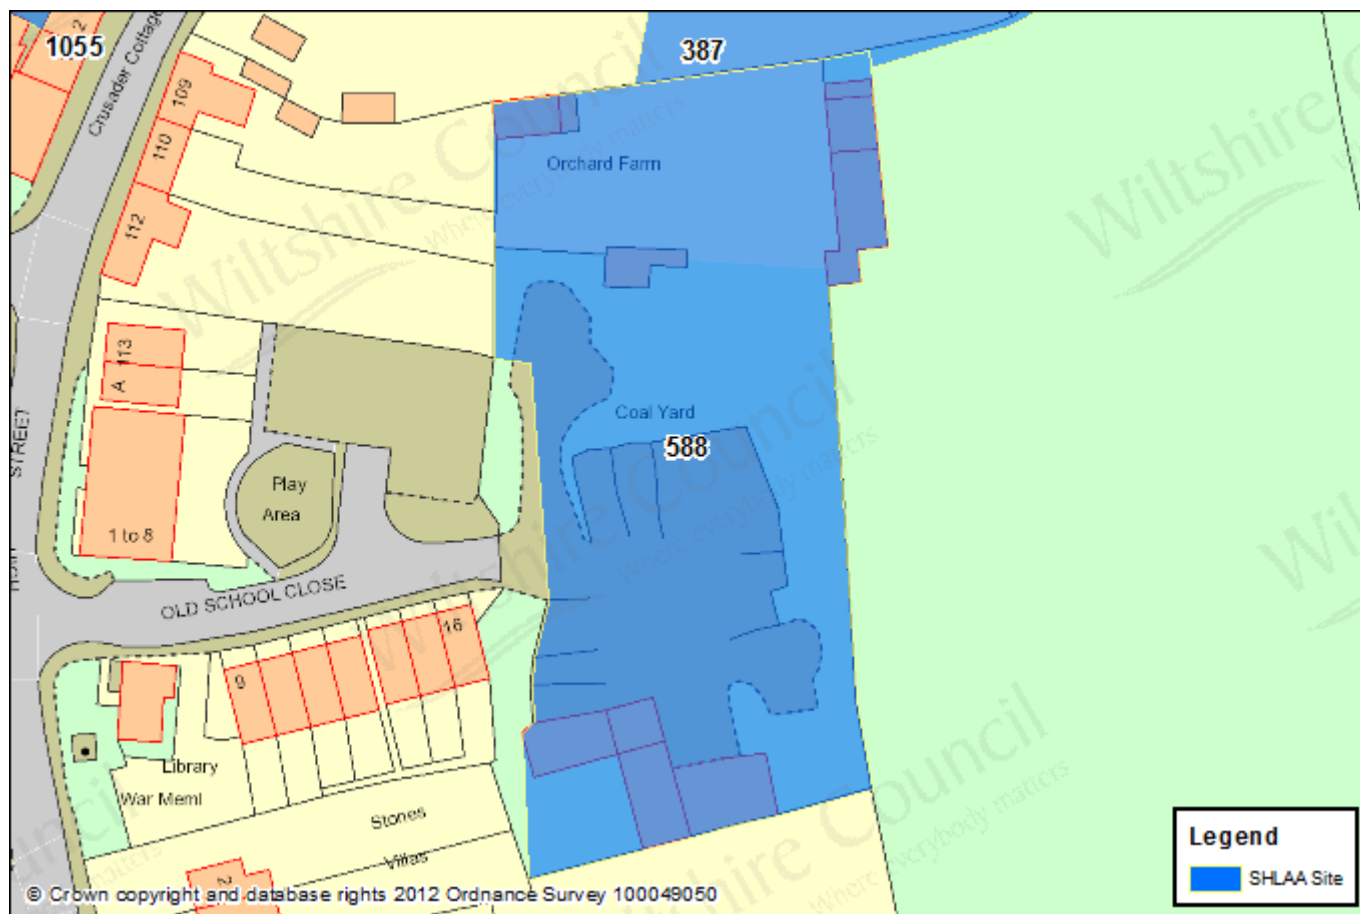 1055
2
Crusader Cottage
387
109
110
112
Orchard Farm
113
A
STREET
Coal Yard
588
Play
Area
1 to 8
OLD SCHOOL CLOSE
16
9
Library
War Meml
Stones
Villas
2
Legend
SHLAA Site
© Crown copyright and database rights 2012 Ordnance Survey 100049050
Wiltshire Council
Where everybody matters